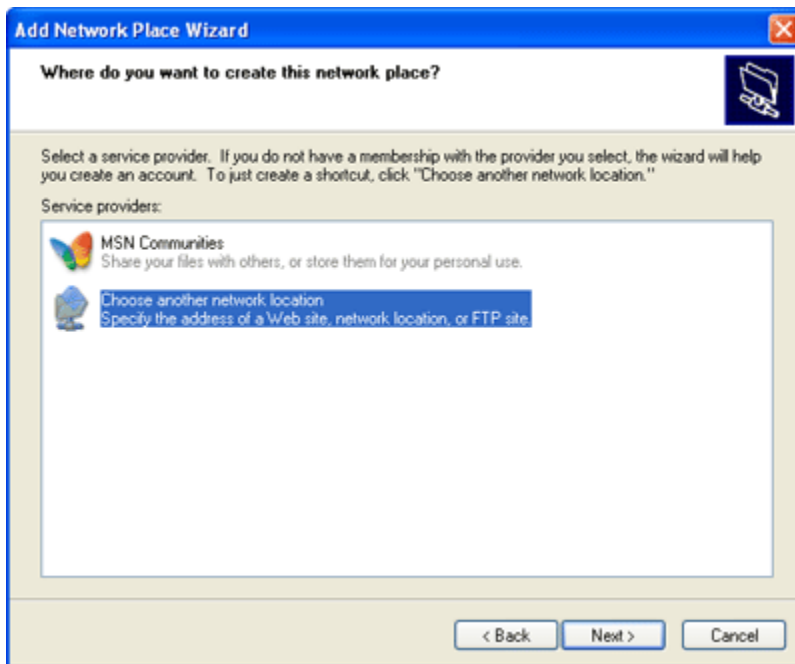 Add Network Place Wizard
Where do you want to create this network place?
Select a service provider. If you do not have a membership with the provider you select, the wizard will help
you create an account. To just create a shortcut, click "Choose another network location."
Service providers:
MSN Communities
Share your files with others, or store them for your personal use.
Choose another network location
Specify the address of a Web site, network location, or FTP site.
< Back Next > Cancel